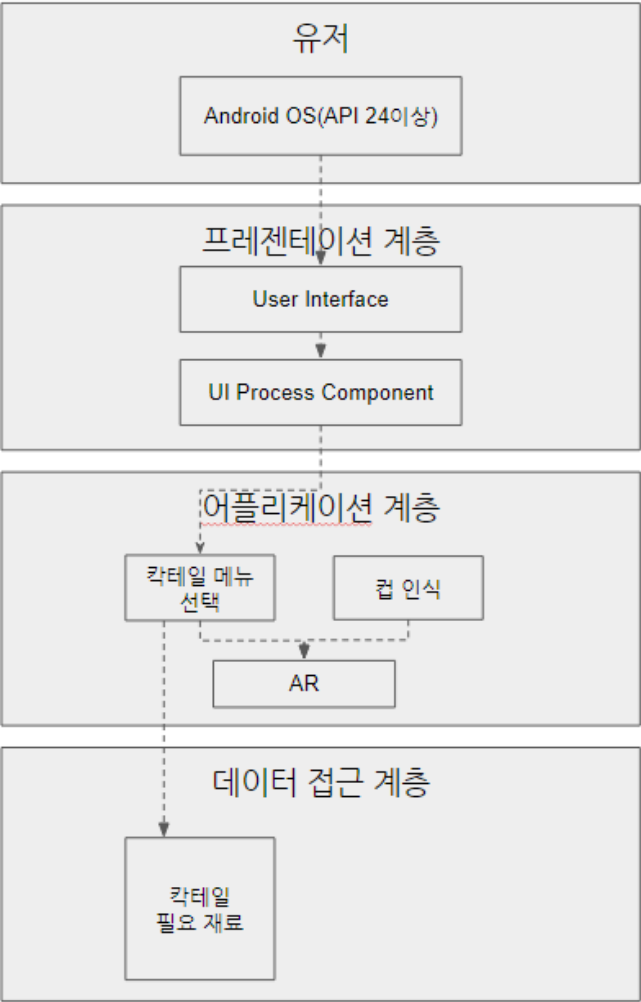 유저
Android OS(API 24이상)
프레젠테이션 계층
User Interface
UI Process Component
어플리케이션 계층
칵테일 메뉴
선택
컵 인식
AR
데이터 접근 계층
칵테일
필요 재료